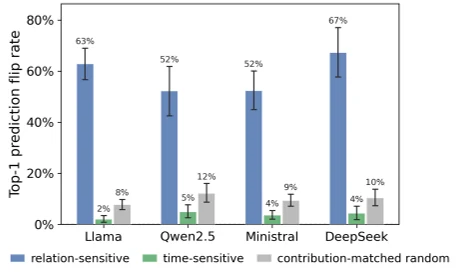 Top-1 prediction flip rate
80%
60%
40%
20%
0%
63%
2%
8%
52%
5%
12%
52%
4%
9%
67%
4%
10%
Llama
Qwen2.5
Ministral
DeepSeek
relation-sensitive
time-sensitive
contribution-matched random